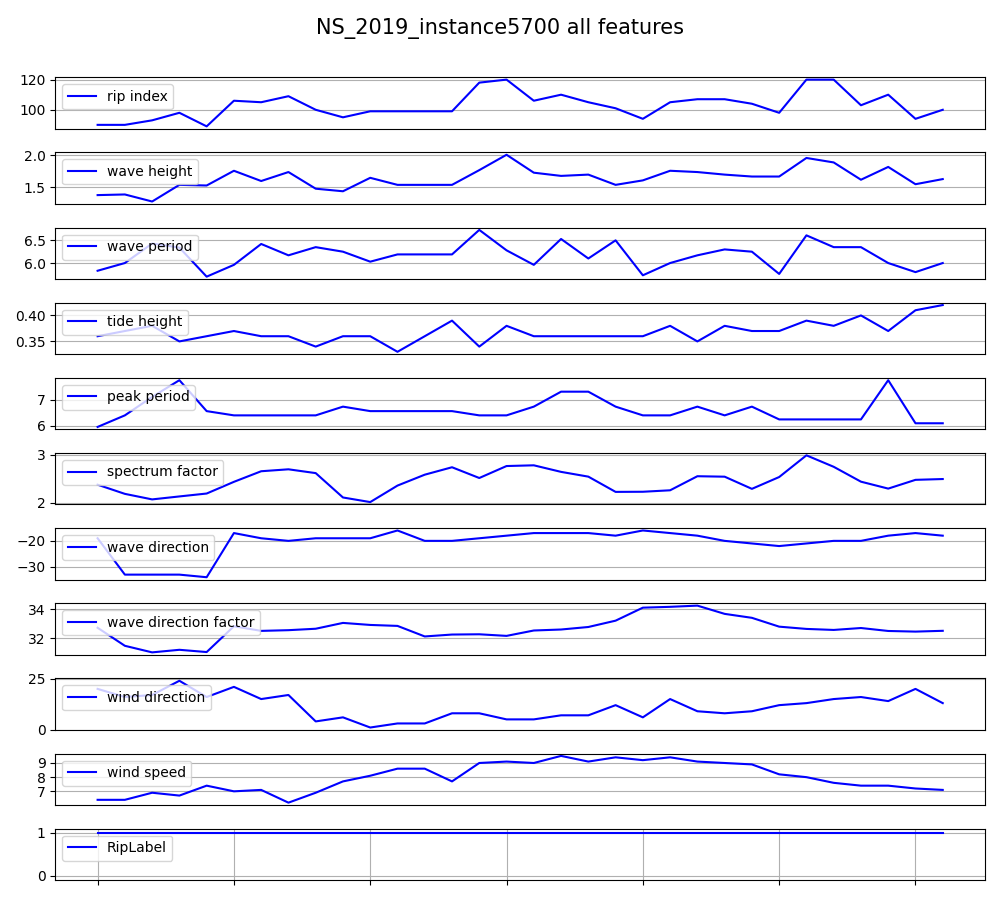 NS_2019_instance5700 all features
120
100
rip index
2.0
1.5
wave height
6.5
6.0
wave period
0.40
0.35
tide height
7
6
peak period
3
2
spectrum factor
−20
−30
wave direction
34
32
wave direction factor
25
0
wind direction
9
8
7
wind speed
1
0
RipLabel